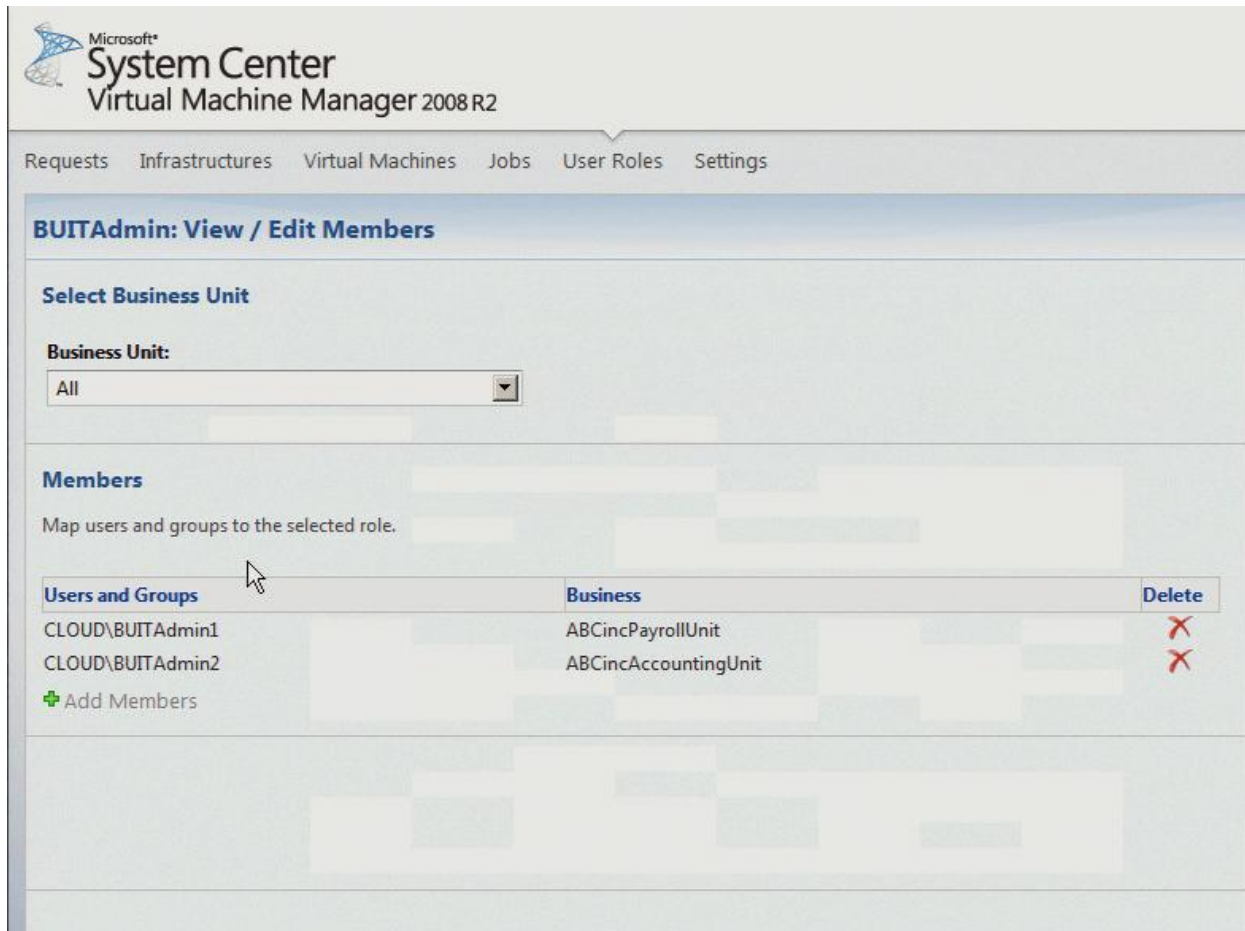 Microsoft®
System Center
Virtual Machine Manager 2008 R2
Requests Infrastructures Virtual Machines Jobs User Roles Settings
BUITAdmin: View / Edit Members
Select Business Unit
Business Unit:
All
Members
Map users and groups to the selected role.
Users and Groups Business Delete
CLOUD\BUITAdmin1 ABCincPayrollUnit
CLOUD\BUITAdmin2 ABCincAccountingUnit
Add Members